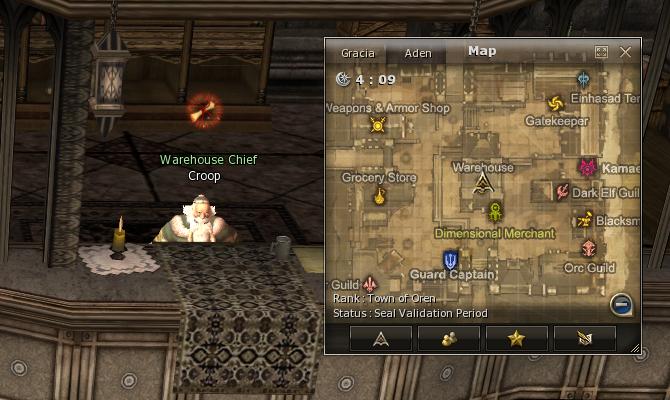 Warehouse Chief
Croop
Gracia
Aden
Map
4 : 09
Einhasad Ter
Weapons & Armor Shop
Gatekeeper
Warehouse
Kamae
Grocery Store
Dark Elf Guil
Blacksm
Dimensional Merchant
Orc Guild
Guard Captain
Guild
Rank : Town of Oren
Status : Seal Validation Period